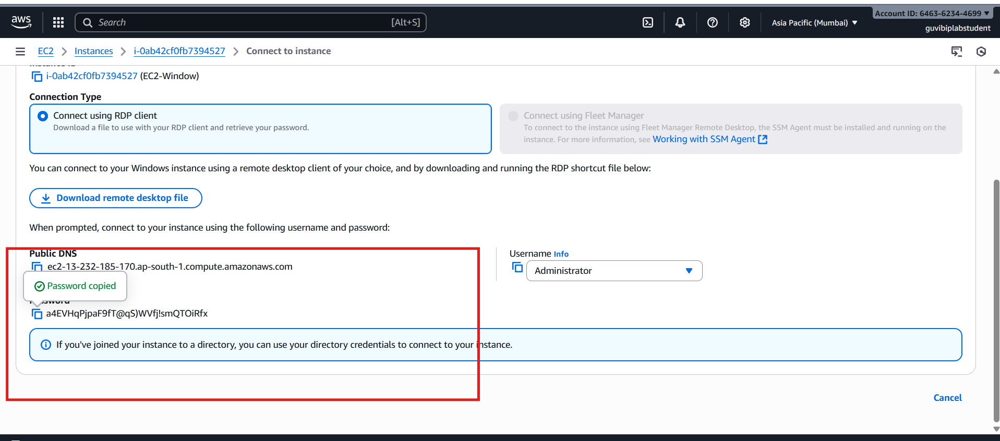 aws
Search
[Alt+S]
Asia Pacific (Mumbai)
Account ID: 6463-6234-4699
guvibiplabstudent
EC2
Instances
i-0ab42cf0fb7394527
Connect to instance
i-0ab42cf0fb7394527 (EC2-Window)
Connection Type
Connect using RDP client
Download a file to use with your RDP client and retrieve your password.
Connect using Fleet Manager
To connect to the instance using Fleet Manager Remote Desktop, the SSM Agent must be installed and running on the
instance. For more information, see Working with SSM Agent
You can connect to your Windows instance using a remote desktop client of your choice, and by downloading and running the RDP shortcut file below:
Download remote desktop file
When prompted, connect to your instance using the following username and password:
Public DNS
ec2-13-232-185-170.ap-south-1.compute.amazonaws.com
Username Info
Administrator
Password copied
Password
a4EVHqPjpaF9fT@qS)WVfj!smQTOiRfx
If you've joined your instance to a directory, you can use your directory credentials to connect to your instance.
Cancel